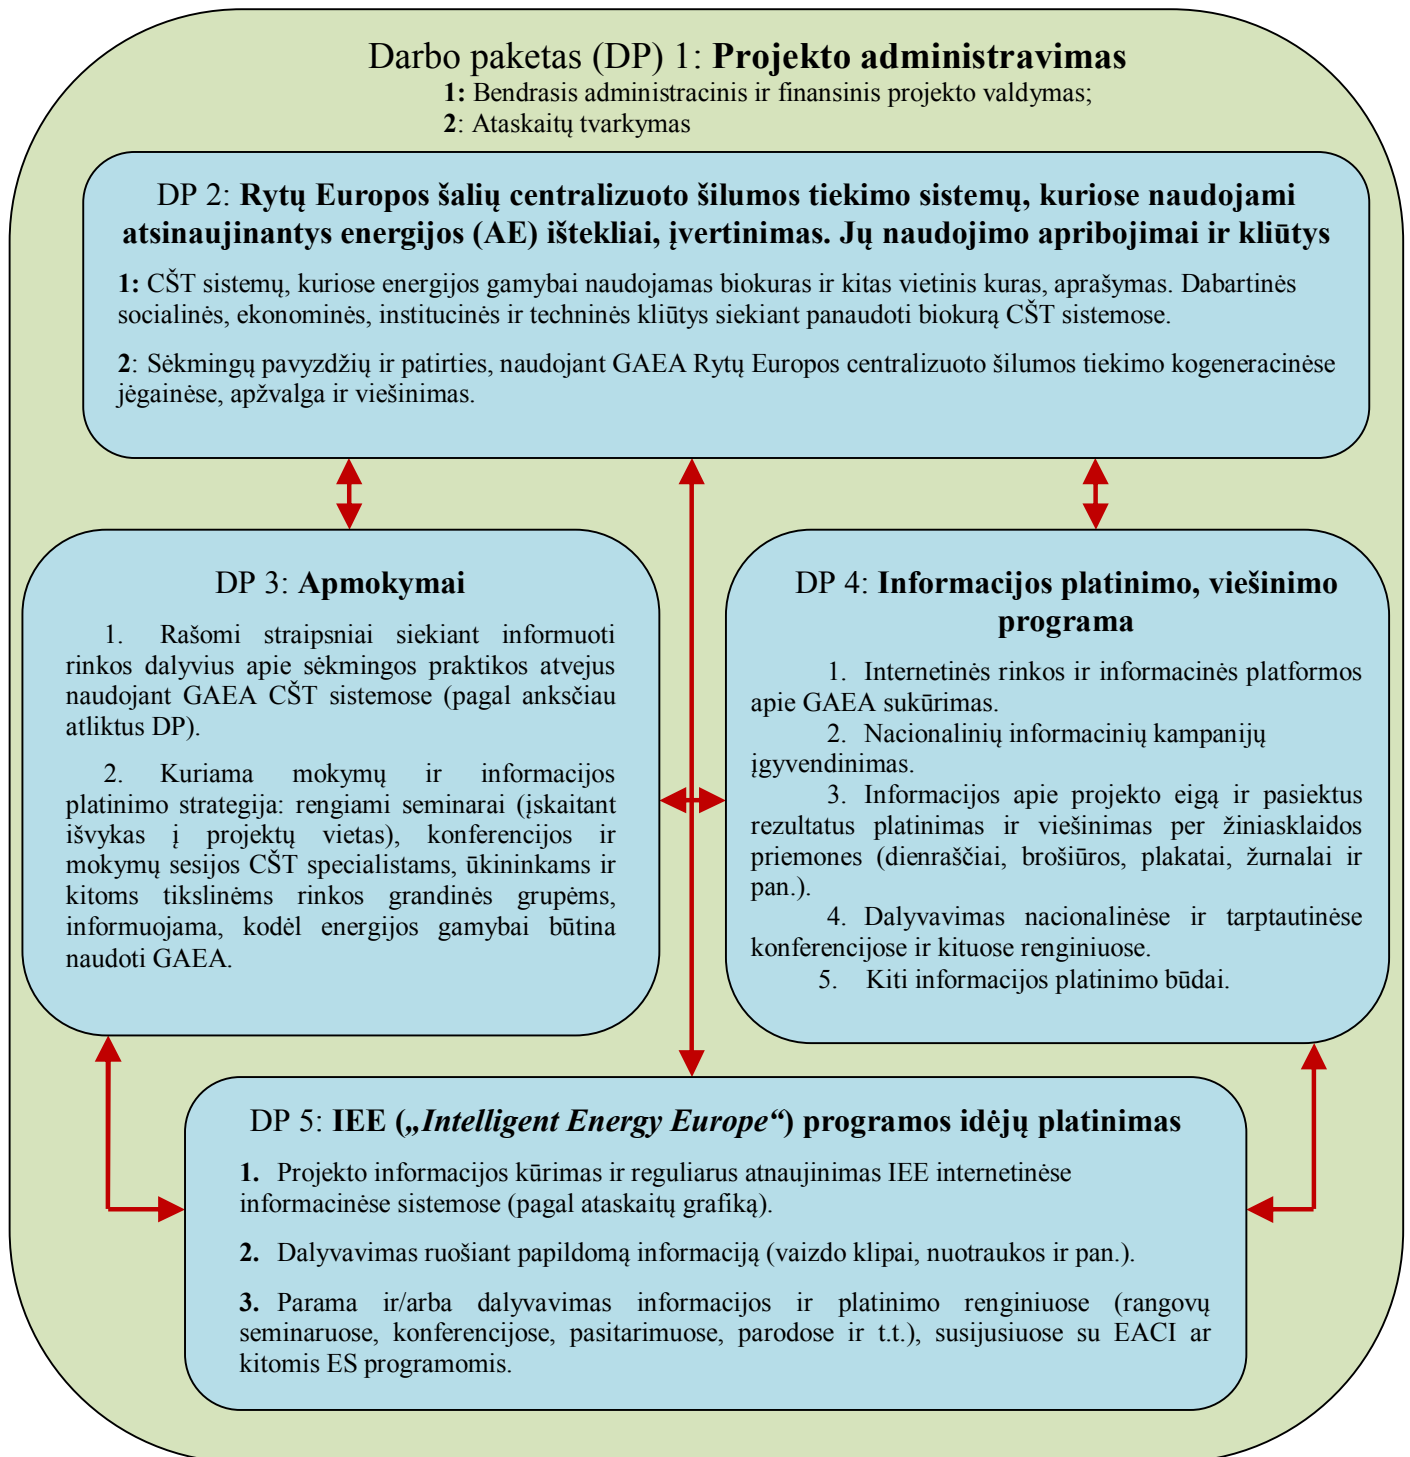 Darbo paketas (DP) 1: Projekto administravimas
1: Bendrasis administracinis ir finansinis projekto valdymas;
2: Ataskaitų tvarkymas
DP 2: Rytų Europos šalių centralizuoto šilumos tiekimo sistemų, kuriose naudojami
atsinaujinantys energijos (AE) ištekliai, įvertinimas. Jų naudojimo apribojimai ir kliūtys
1: CŠT sistemų, kuriose energijos gamybai naudojamas biokuras ir kitas vietinis kuras, aprašymas. Dabartinės
socialinės, ekonominės, institucinės ir techninės kliūtys siekiant panaudoti biokurą CŠT sistemose.
2: Sėkmingų pavyzdžių ir patirties, naudojant GAEA Rytų Europos centralizuoto šilumos tiekimo kogeneracinėse
jėgainėse, apžvalga ir viešinimas.
DP 3: Apmokymai
1. Rašomi straipsniai siekiant informuoti
rinkos dalyvius apie sėkmingos praktikos atvejus
naudojant GAEA CŠT sistemose (pagal anksčiau
atliktus DP).
2. Kuriama mokymų ir informacijos
platinimo strategija: rengiami seminarai (įskaitant
išvykas į projektų vietas), konferencijos ir
mokymų sesijos CŠT specialistams, ūkininkams ir
kitoms tikslinėms rinkos grandinės grupėms,
informuojama, kodėl energijos gamybai būtina
naudoti GAEA.
DP 4: Informacijos platinimo, viešinimo
programa
1. Internetinės rinkos ir informacinės platformos
apie GAEA sukūrimas.
2. Nacionalinių informacinių kampanijų
įgyvendinimas.
3. Informacijos apie projekto eigą ir pasiektus
rezultatus platinimas ir viešinimas per žiniasklaidos
priemones (dienraščiai, brošiūros, plakatai, žurnalai ir
pan.).
4. Dalyvavimas nacionalinėse ir tarptautinėse
konferencijose ir kituose renginiuose.
5. Kiti informacijos platinimo būdai.
DP 5: IEE („Intelligent Energy Europe“) programos idėjų platinimas
1. Projekto informacijos kūrimas ir reguliarus atnaujinimas IEE internetinėse
informacinėse sistemose (pagal ataskaitų grafiką).
2. Dalyvavimas ruošiant papildomą informaciją (vaizdo klipai, nuotraukos ir pan.).
3. Parama ir/arba dalyvavimas informacijos ir platinimo renginiuose (rangovų
seminaruose, konferencijose, pasitarimuose, parodose ir t.t.), susijusiuose su EACI ar
kitomis ES programomis.